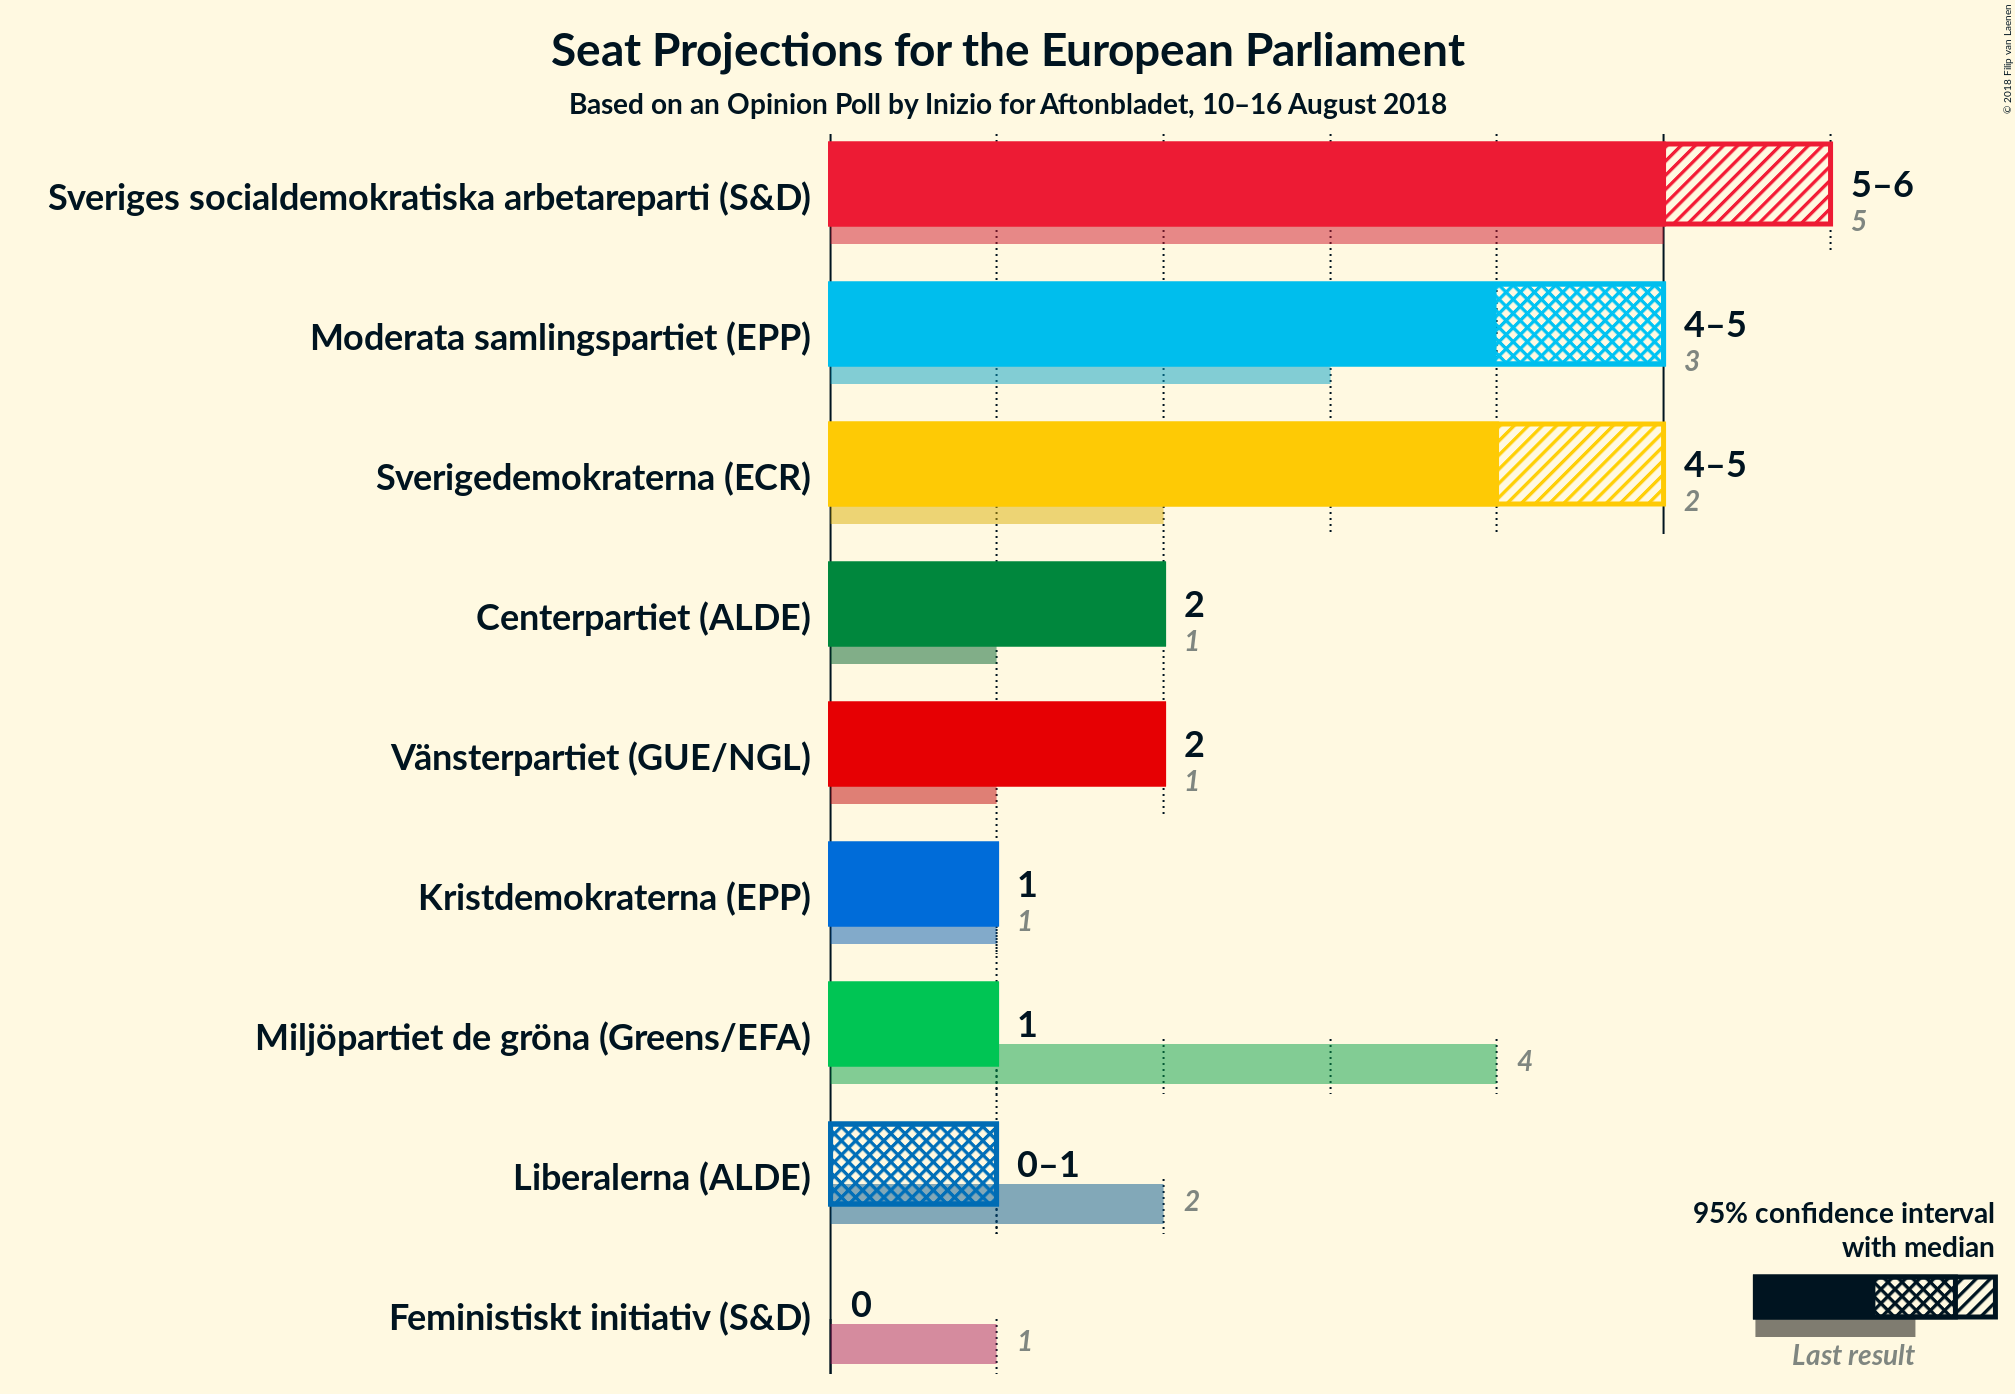 Seat Projections for the European Parliament
Based on an Opinion Poll by Inizio for Aftonbladet, 10–16 August 2018
© 2018 Filip van Laenen
Sveriges socialdemokratiska arbetareparti (S&D)
5–6
5
Moderata samlingspartiet (EPP)
4–5
3
Sverigedemokraterna (ECR)
4–5
2
Centerpartiet (ALDE)
2
1
Vänsterpartiet (GUE/NGL)
2
1
Kristdemokraterna (EPP)
1
1
Miljöpartiet de gröna (Greens/EFA)
1
4
Liberalerna (ALDE)
0–1
2
Feministiskt initiativ (S&D)
0
1
95% confidence interval
with median
Last result